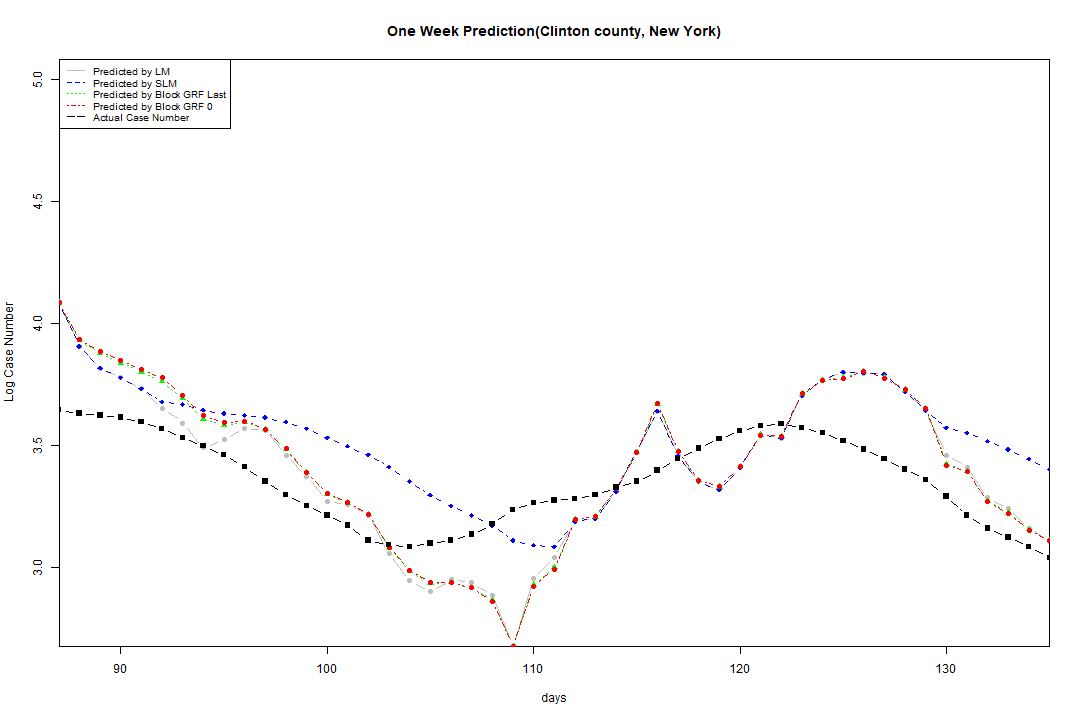 One Week Prediction(Clinton county, New York)
Predicted by LM
Predicted by SLM
Predicted by Block GRF Last
Predicted by Block GRF 0
Actual Case Number
5.0
4.5
4.0
3.5
3.0
Log Case Number
90 100 110 120 130
days